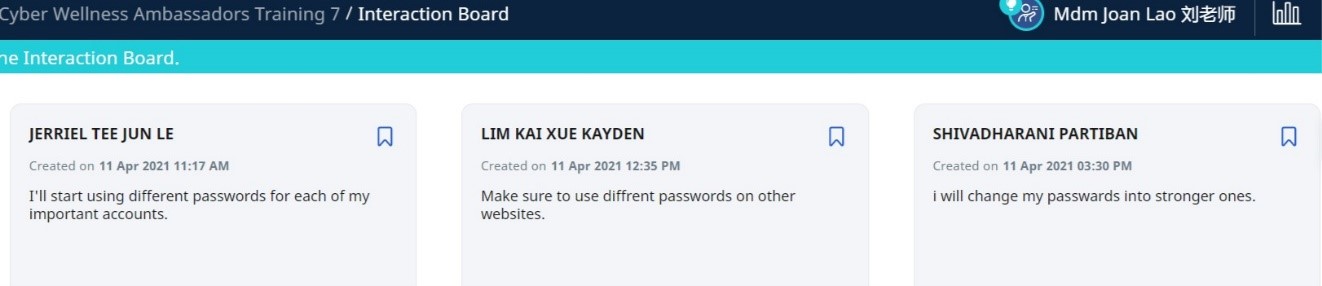 Cyber Wellness Ambassadors Training 7 / Interaction Board
Mdm Joan Lao 刘老师
Interaction Board.
JERRIEL TEE JUN LE
Created on 11 Apr 2021 11:17 AM
I'll start using different passwords for each of my
important accounts.
LIM KAI XUE KAYDEN
Created on 11 Apr 2021 12:35 PM
Make sure to use diffrent passwords on other
websites.
SHIVADHARANI PARTIBAN
Created on 11 Apr 2021 03:30 PM
i will change my passwards into stronger ones.